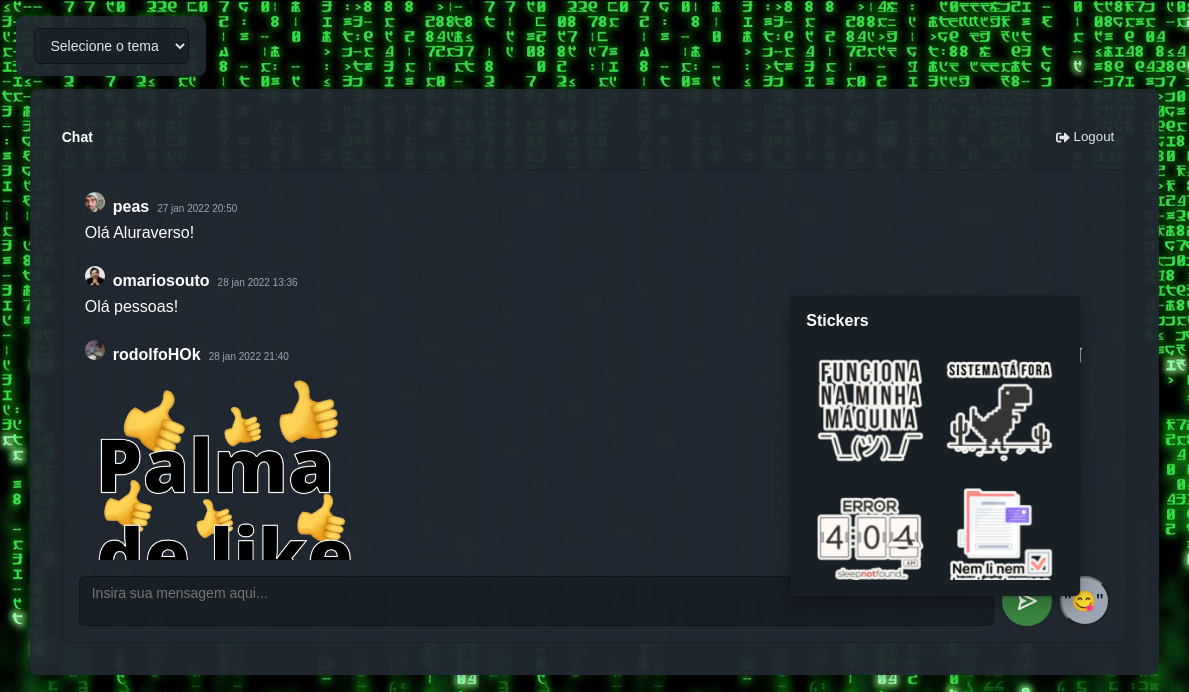 Selecione o tema
Chat
Logout
peas 27 jan 2022 20:50
Olá Aluraverso!
omariosouto 28 jan 2022 13:36
Olá pessoas!
rodolfoHOk 28 jan 2022 21:40
Palma
de like
Stickers
FUNCIONA
NA MINHA
MÁQUINA
SISTEMA TÁ FORA
ERROR
404
I AM
sleepnotfound
Nem li nem
Insira sua mensagem aqui...